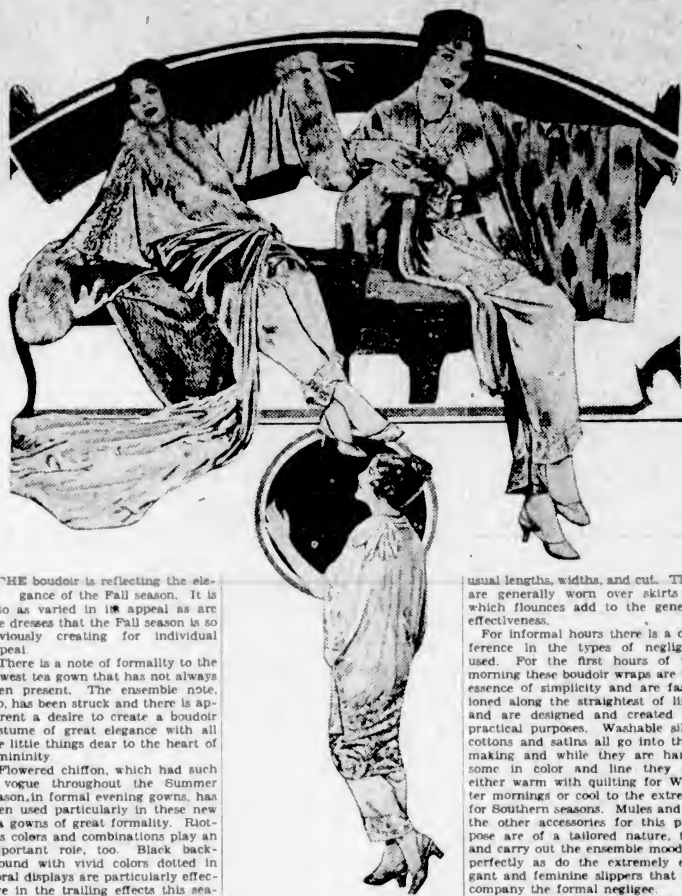 THE boudoir is reflecting the ele-
gance of the Fall season. It is
so as varied in its appeal as are
e dresses that the Fall season is so
viously creating for individual
peal.
There is a note of formality to the
west tea gown that has not always
en present. The ensemble note,
o, has been struck and there is ap-
rent a desire to create a boudoir
stume of great elegance with all
e little things dear to the heart of
mininity.
Flowered chiffon, which had such
vogue throughout the Summer
ason, in formal evening gowns, has
en used particularly in these new
a gowns of great formality. Riot-
s colors and combinations play an
portant role, too. Black back-
ound with vivid colors dotted in
oral displays are particularly effec-
ve in the trailing effects this sea-
usual lengths, widths, and cut. Th
are generally worn over skirts
which flounces add to the gene
effectiveness.
For informal hours there is a d
ference in the types of neglig
used. For the first hours of
morning these boudoir wraps are
essence of simplicity and are fas
ioned along the straightest of li
and are designed and created
practical purposes. Washable sil
cottons and satins all go into th
making and while they are han
some in color and line they
either warm with quilting for W
ter mornings or cool to the extre
for Southern seasons. Mules and
the other accessories for this p
pose are of a tailored nature, t
and carry out the ensemble mood
perfectly as do the extremely e
gant and feminine slippers that
company the formal negligee.